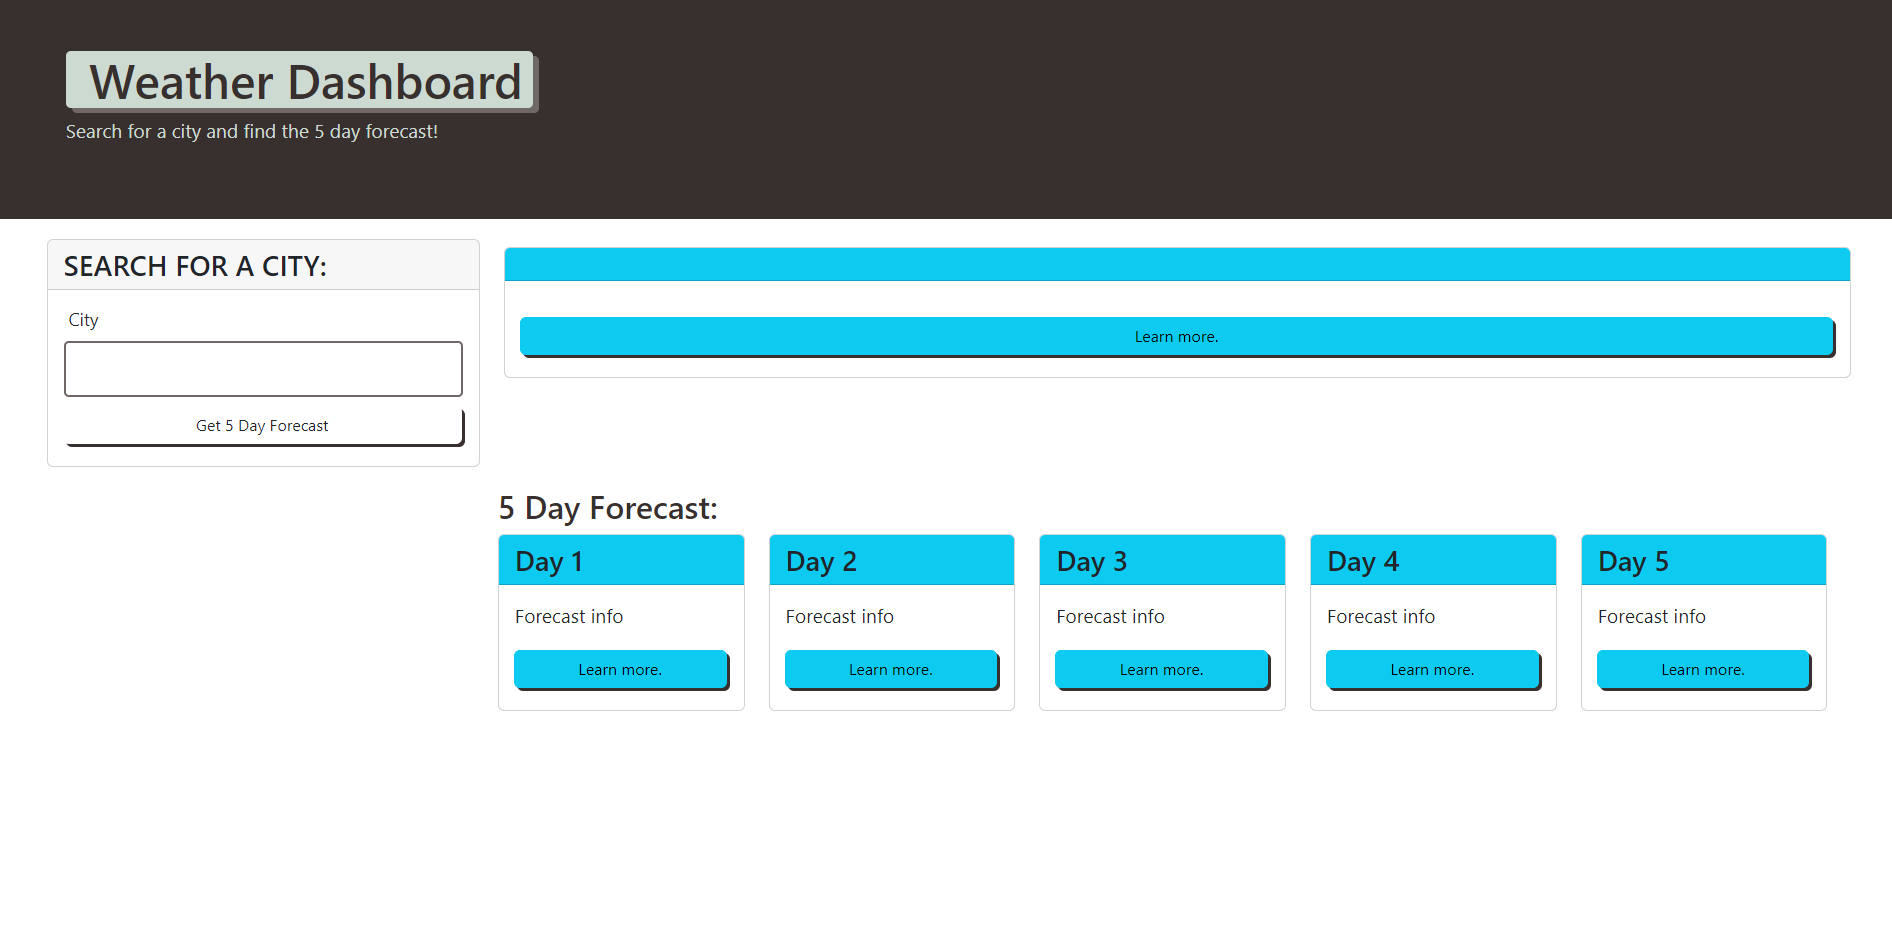 Weather Dashboard
Search for a city and find the 5 day forecast!
SEARCH FOR A CITY:
City
Get 5 Day Forecast
Learn more.
5 Day Forecast:
Day 1
Forecast info
Learn more.
Day 2
Forecast info
Learn more.
Day 3
Forecast info
Learn more.
Day 4
Forecast info
Learn more.
Day 5
Forecast info
Learn more.